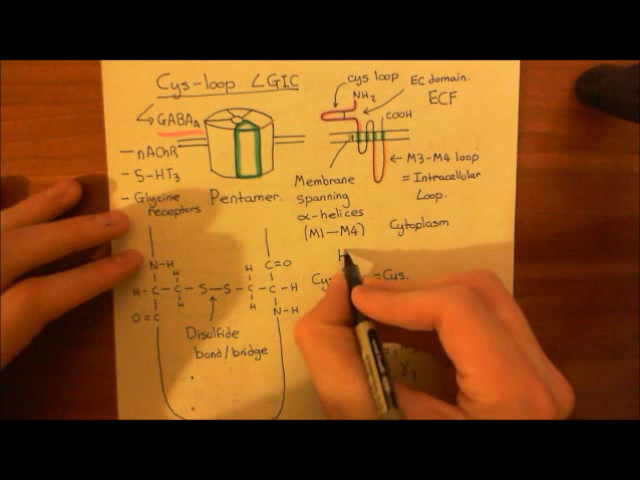 Cys-loop LGIC
GABAA
nAChR
5-HT3
Glycine
receptors
Pentamer.
cys loop
NH2
EC domain.
ECF
COOH
M3-M4 loop
= Intracellular
Loop.
Membrane
spanning
α-helices
(M1-M4)
Cytoplasm
N-H
H
H
H-C-C-S-S-C-C-H
H
H
C=O
O=C
N-H
Disulfide
bond/bridge
H
-Cys.
γ3